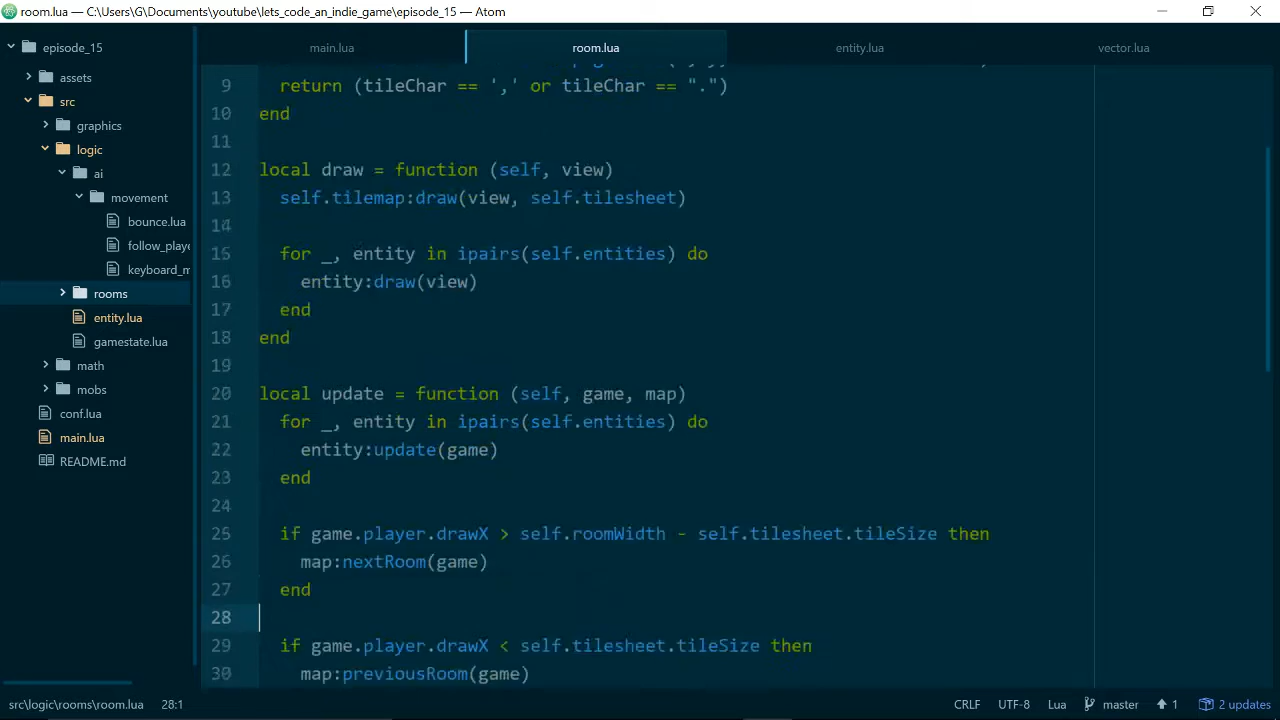 room.lua — C:\Users\G\Documents\youtube\lets_code_an_indie_game\episode_15 — Atom
episode_15
assets
src
graphics
logic
ai
movement
bounce.lua
follow_playe
keyboard_m
rooms
entity.lua
gamestate.lua
math
mobs
conf.lua
main.lua
README.md
main.lua
room.lua
entity.lua
vector.lua
9 return (tileChar == ',' or tileChar == ".")
10 end
11
12 local draw = function (self, view)
13 self.tilemap:draw(view, self.tilesheet)
14
15 for _, entity in ipairs(self.entities) do
16 entity:draw(view)
17 end
18 end
19
20 local update = function (self, game, map)
21 for _, entity in ipairs(self.entities) do
22 entity:update(game)
23 end
24
25 if game.player.drawX > self.roomWidth - self.tilesheet.tileSize then
26 map:nextRoom(game)
27 end
28
29 if game.player.drawX < self.tilesheet.tileSize then
30 map:previousRoom(game)
src\logic\rooms\room.lua 28:1
CRLF UTF-8 Lua master 1 2 updates